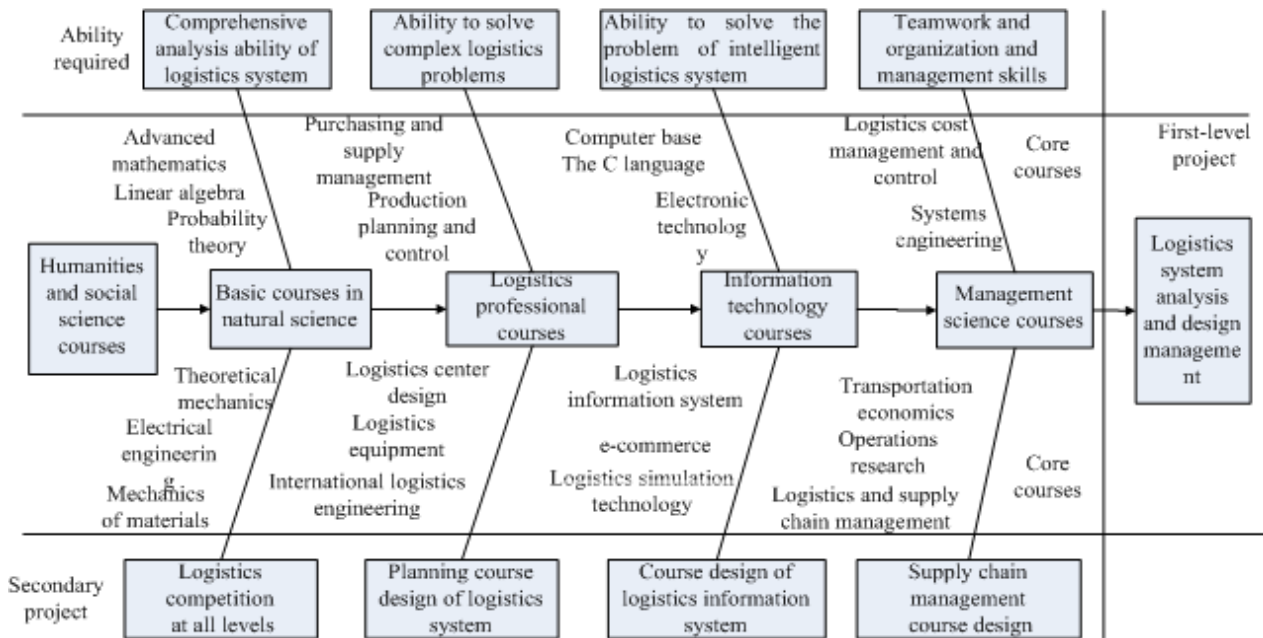 Ability
required
Comprehensive
analysis ability of
logistics system
Ability to solve
complex logistics
problems
Ability to solve the
problem of intelligent
logistics system
Teamwork and
organization and
management skills
Advanced
mathematics
Linear algebra
Probability
theory
Purchasing and
supply
management
Production
planning and
control
Computer base
The C language
Electronic
technolog
y
Logistics cost
management and
control
Systems
engineering
Core
courses
First-level
project
Humanities
and social
science
courses
Basic courses in
natural science
Logistics
professional
courses
Information
technology
courses
Management
science courses
Logistics
system
analysis
and design
manageme
nt
Theoretical
mechanics
Electrical
engineerin
g
Mechanics
of materials
Logistics center
design
Logistics
equipment
International logistics
engineering
Logistics
information system
e-commerce
Logistics simulation
technology
Transportation
economics
Operations
research
Logistics and supply
chain management
Core
courses
Secondary
project
Logistics
competition
at all levels
Planning course
design of logistics
system
Course design of
logistics information
system
Supply chain
management
course design